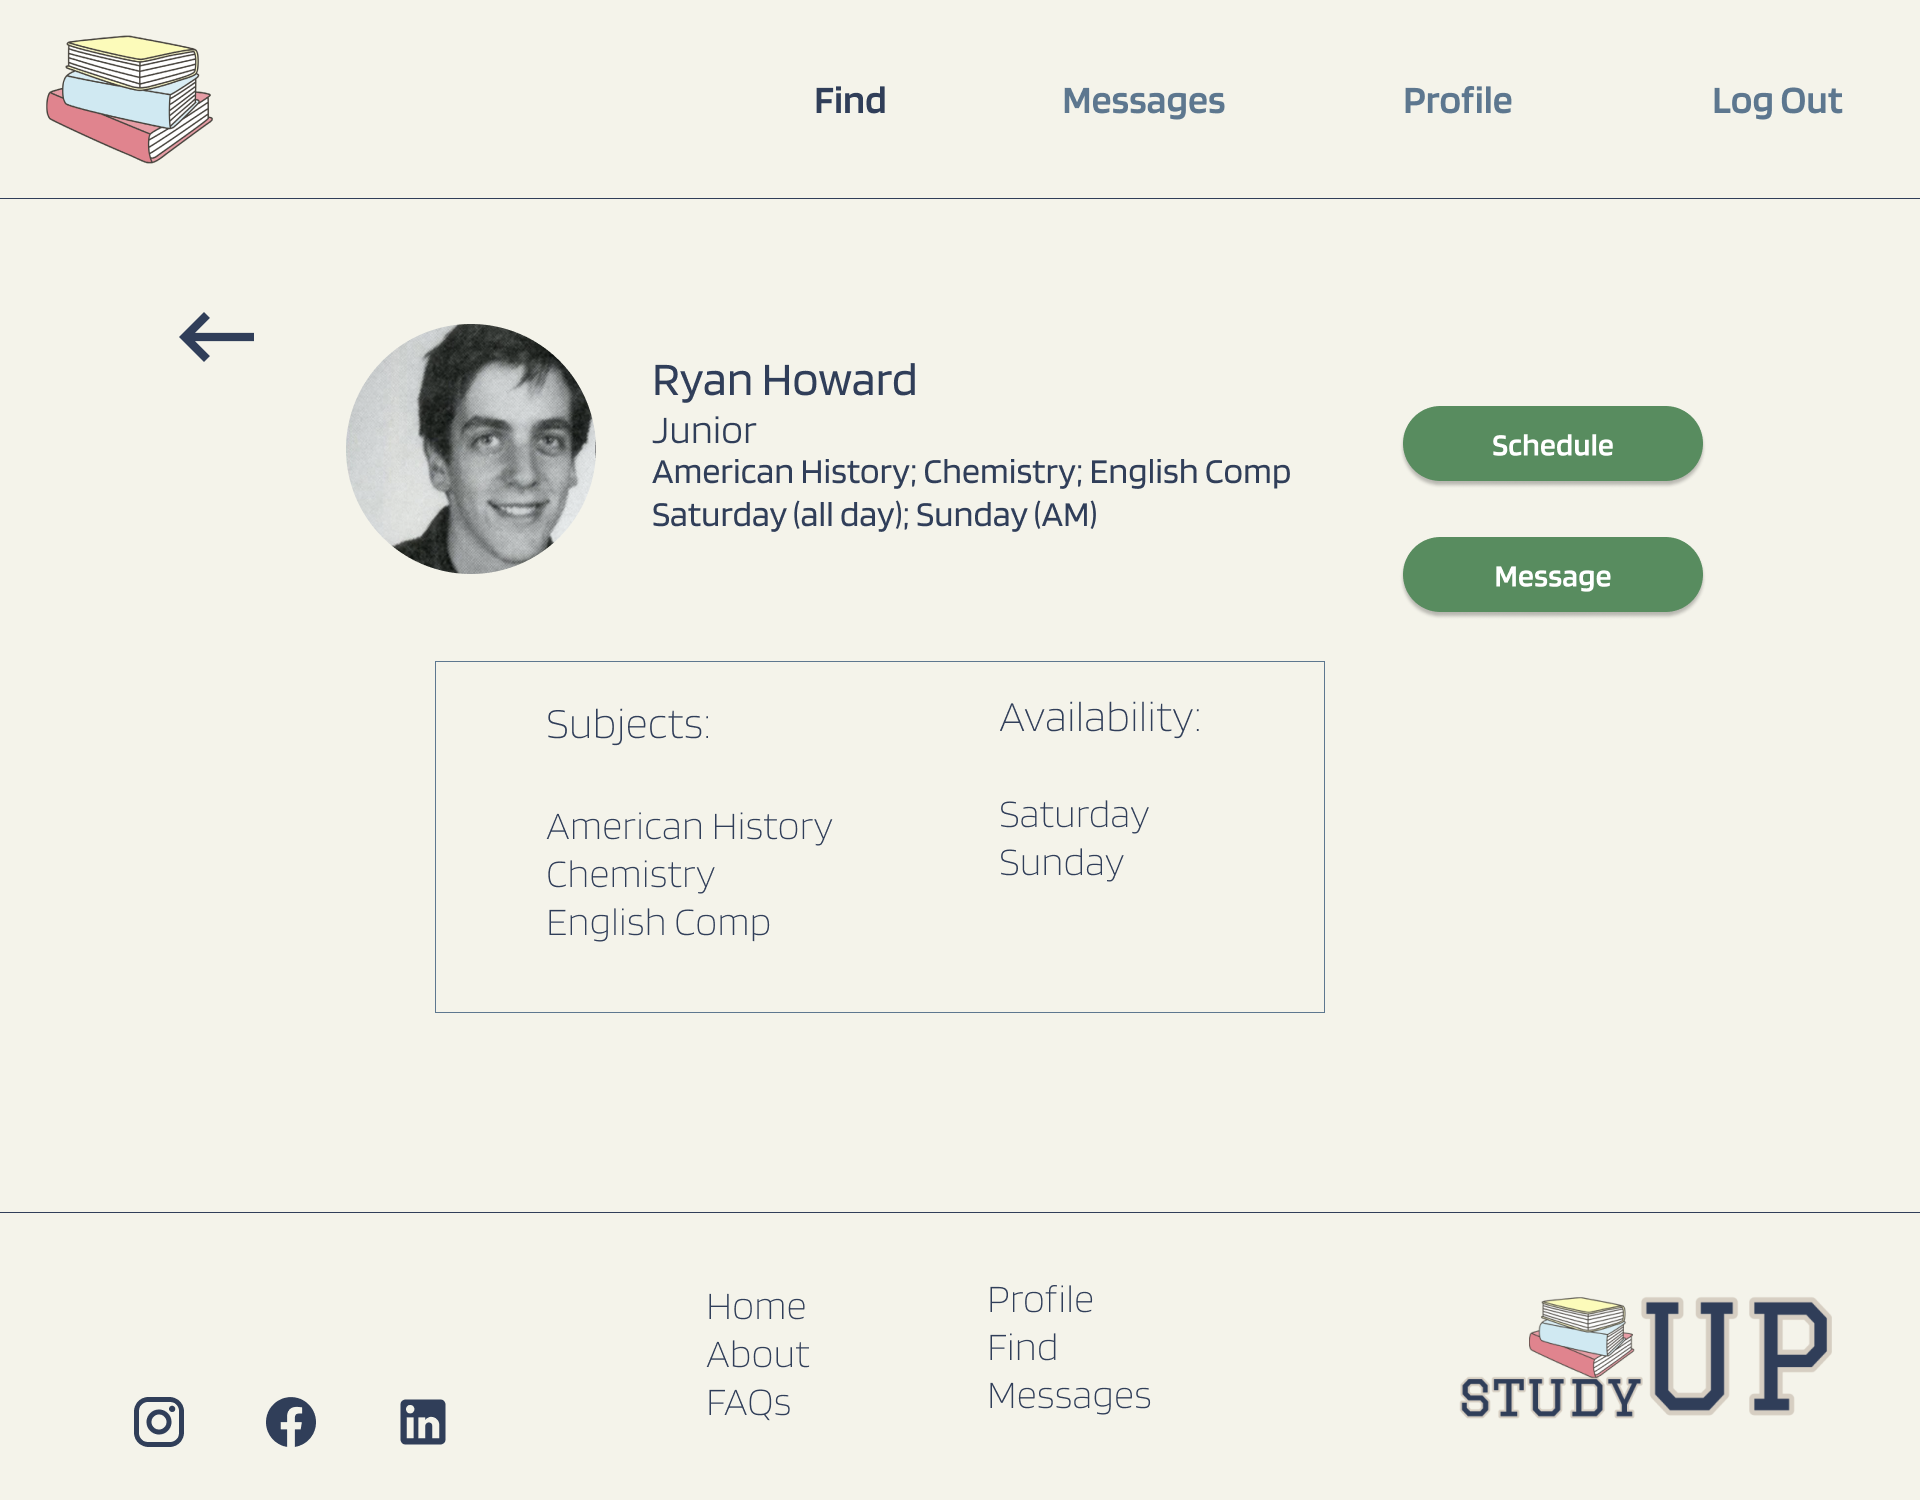 Find Messages Profile Log Out
Ryan Howard
Junior
American History; Chemistry; English Comp
Saturday (all day); Sunday (AM)
Schedule
Message
Subjects:
American History
Chemistry
English Comp
Availability:
Saturday
Sunday
Home
About
FAQs
Profile
Find
Messages
in
STUDY UP